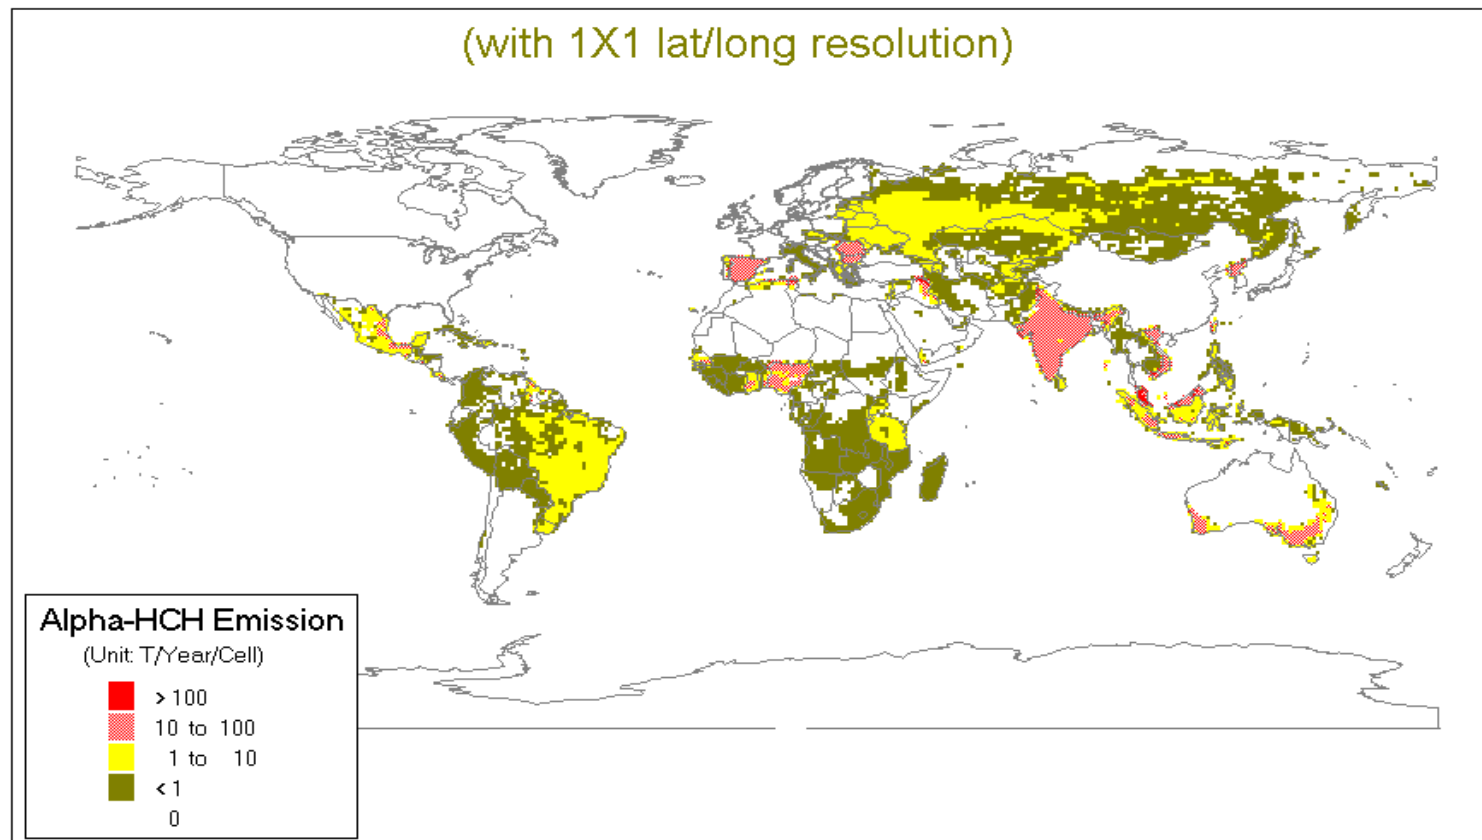 (with 1X1 lat/long resolution)
Alpha-HCH Emission
(Unit: T/Year/Cell)
> 100
10 to 100
1 to 10
< 1
0